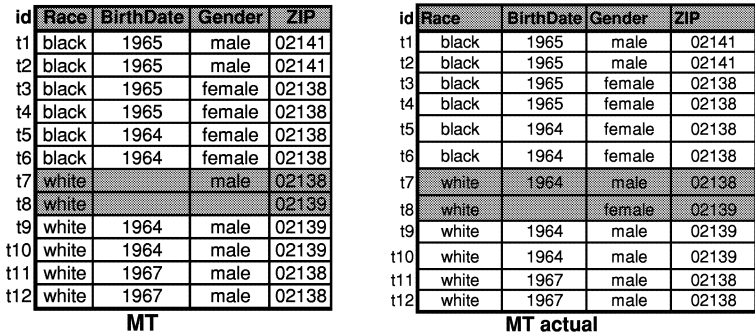 id Race BirthDate Gender ZIP
t1 black 1965 male 02141
t2 black 1965 male 02141
t3 black 1965 female 02138
t4 black 1965 female 02138
t5 black 1964 female 02138
t6 black 1964 female 02138
t7 white male 02138
t8 white 02139
t9 white 1964 male 02139
t10 white 1964 male 02139
t11 white 1967 male 02138
t12 white 1967 male 02138
MT
id Race BirthDate Gender ZIP
t1 black 1965 male 02141
t2 black 1965 male 02141
t3 black 1965 female 02138
t4 black 1965 female 02138
t5 black 1964 female 02138
t6 black 1964 female 02138
t7 white 1964 male 02138
t8 white female 02139
t9 white 1964 male 02139
t10 white 1964 male 02139
t11 white 1967 male 02138
t12 white 1967 male 02138
MT actual